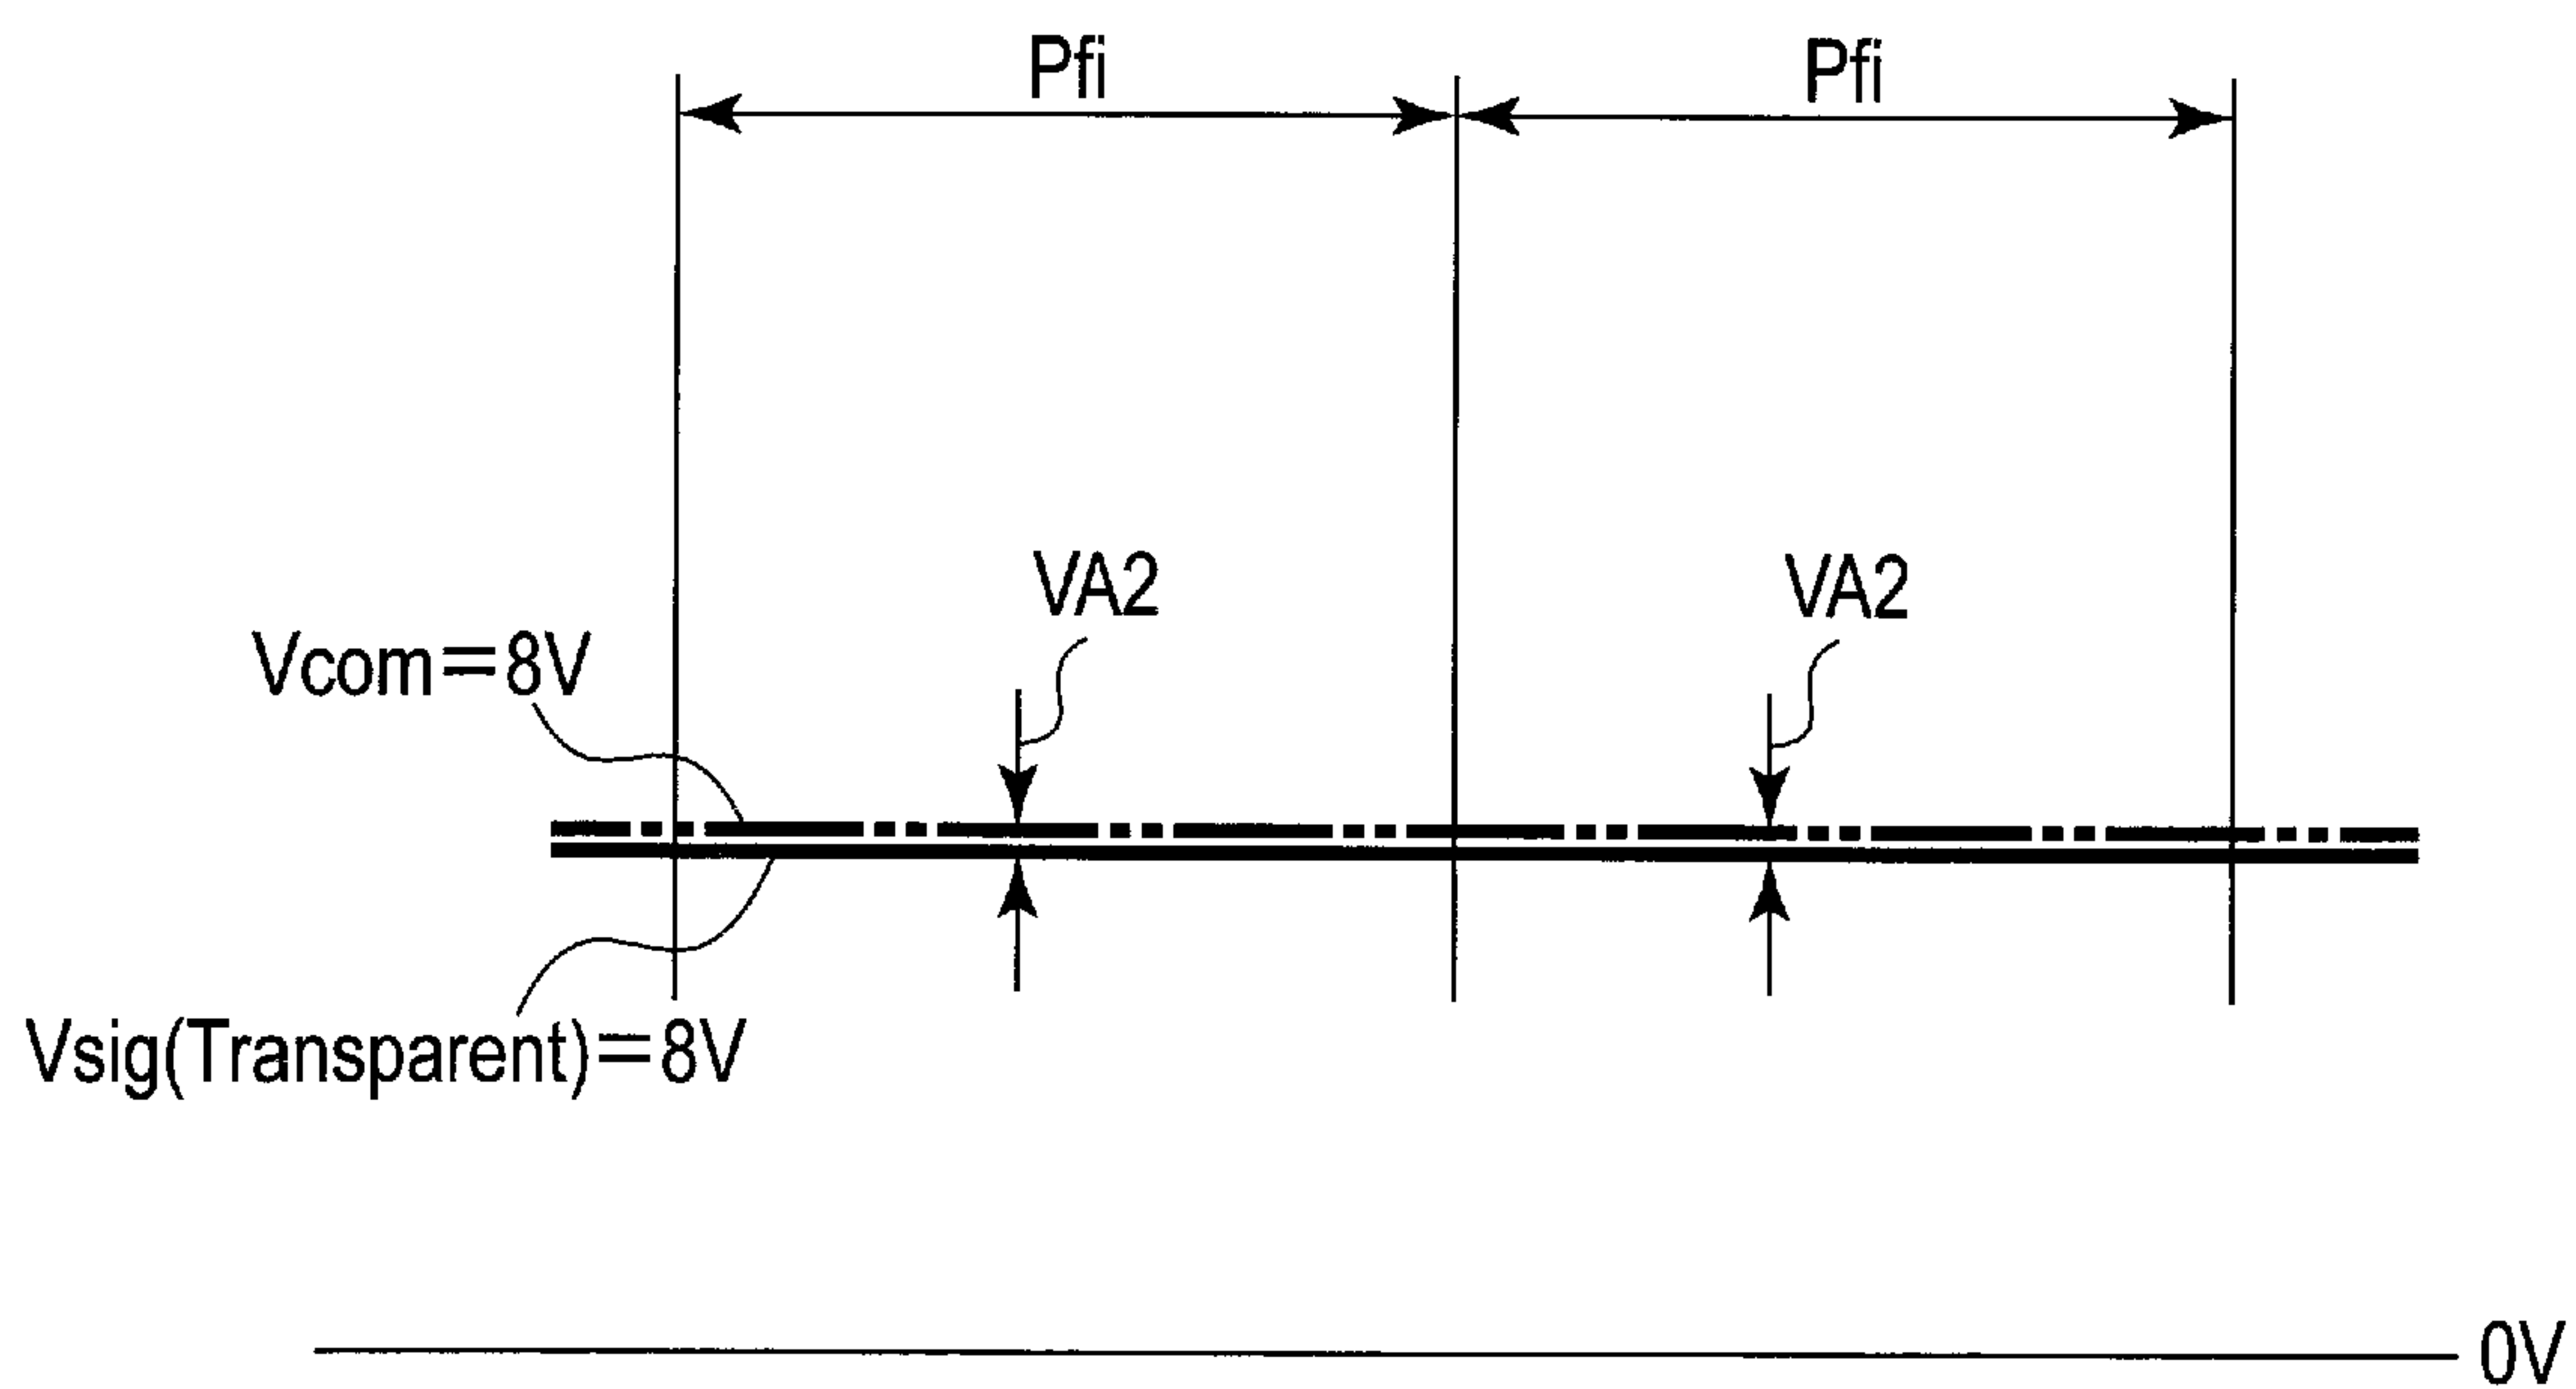 Pfi
Pfi
VA2
VA2
Vcom=8V
Vsig(Transparent)=8V
0V